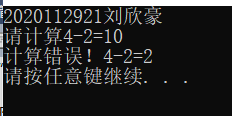 2020112921刘欣豪
请计算4-2=10
计算错误！4-2=2
请按任意键继续. . .